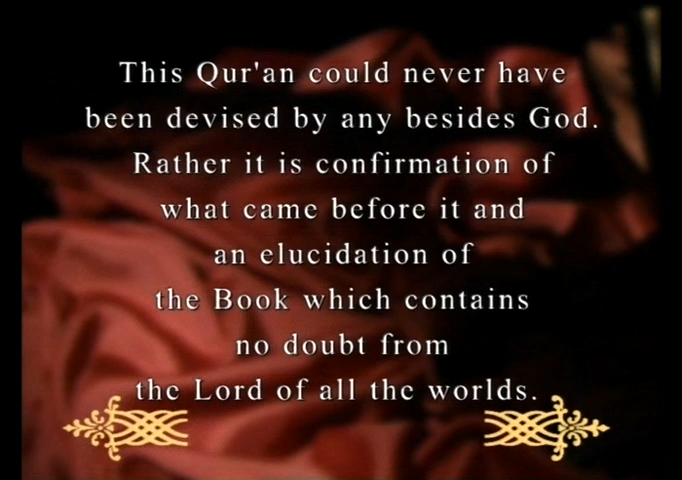 This Qur'an could never have
been devised by any besides God.
Rather it is confirmation of
what came before it and
an elucidation of
the Book which contains
no doubt from
the Lord of all the worlds.